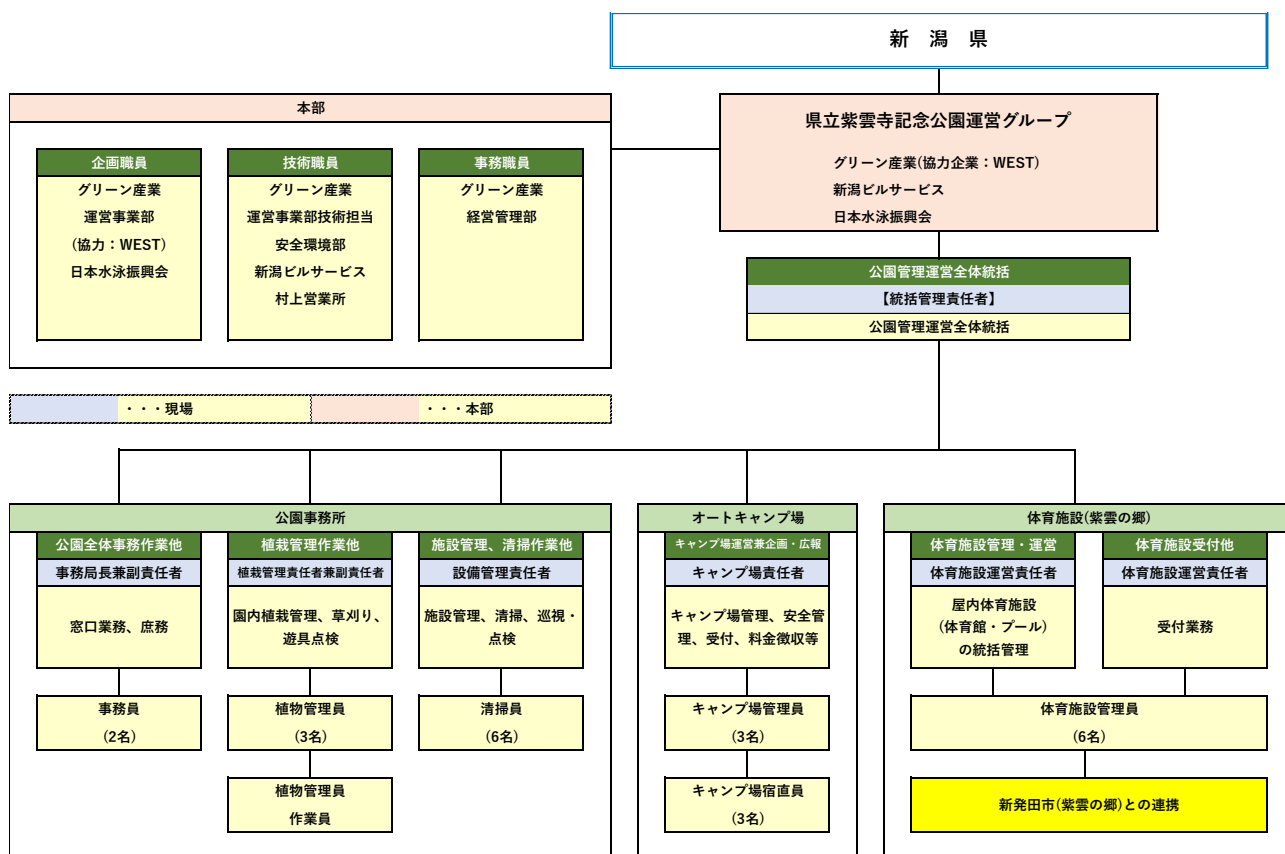 新　潟　県
本部
企画職員
グリーン産業
運営事業部
(協力：WEST)
日本水泳振興会
技術職員
グリーン産業
運営事業部技術担当
安全環境部
新潟ビルサービス
村上営業所
事務職員
グリーン産業
経営管理部
県立紫雲寺記念公園運営グループ
グリーン産業(協力企業：WEST)
新潟ビルサービス
日本水泳振興会
公園管理運営全体統括
【統括管理責任者】
公園管理運営全体統括
・・・現場
・・・本部
公園事務所
公園全体事務作業他
事務局長兼副責任者
窓口業務、庶務
事務員
(2名)
植栽管理作業他
植栽管理責任者兼副責任者
園内植栽管理、草刈り、
遊具点検
植物管理員
(3名)
植物管理員
作業員
施設管理、清掃作業他
設備管理責任者
施設管理、清掃、巡視・
点検
清掃員
(6名)
オートキャンプ場
キャンプ場運営兼企画・広報
キャンプ場責任者
キャンプ場管理、安全管
理、受付、料金徴収等
キャンプ場管理員
(3名)
キャンプ場宿直員
(3名)
体育施設(紫雲の郷)
体育施設管理・運営
体育施設運営責任者
屋内体育施設
(体育館・プール)
の統括管理
体育施設受付他
体育施設運営責任者
受付業務
体育施設管理員
(6名)
新発田市(紫雲の郷)との連携